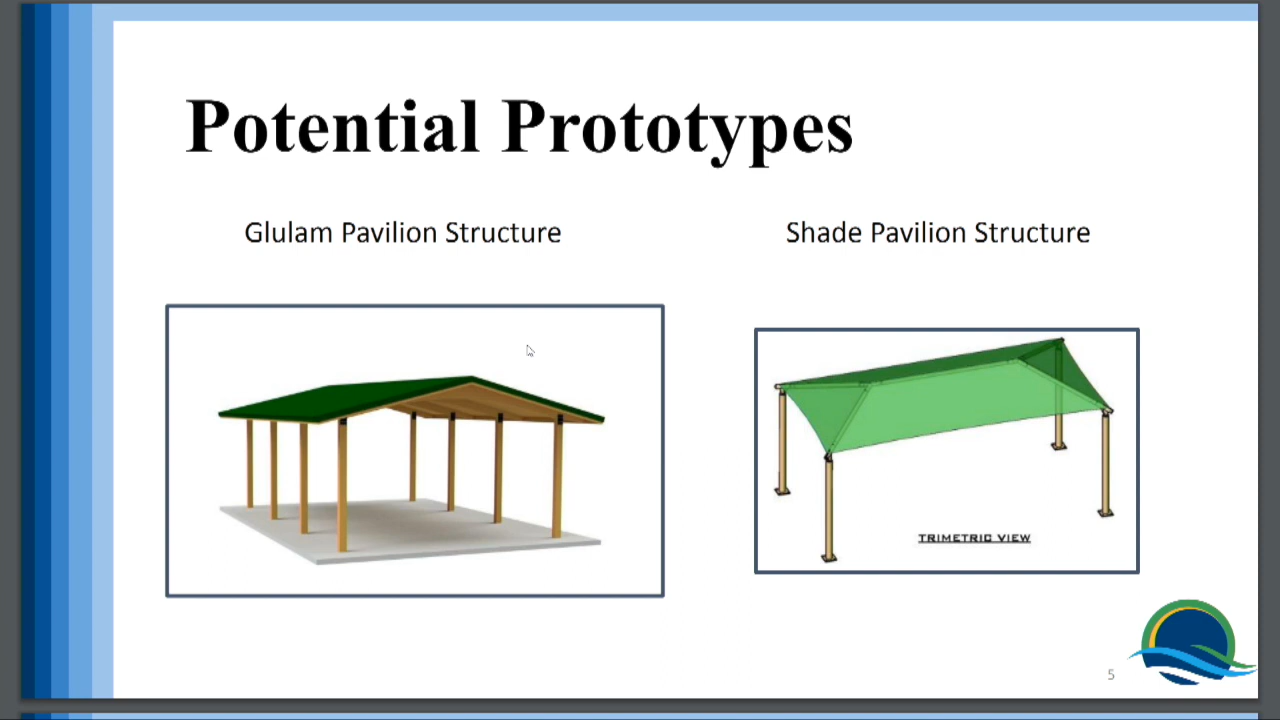 Potential Prototypes
Glulam Pavilion Structure
Shade Pavilion Structure
TRIMETRIC VIEW
5